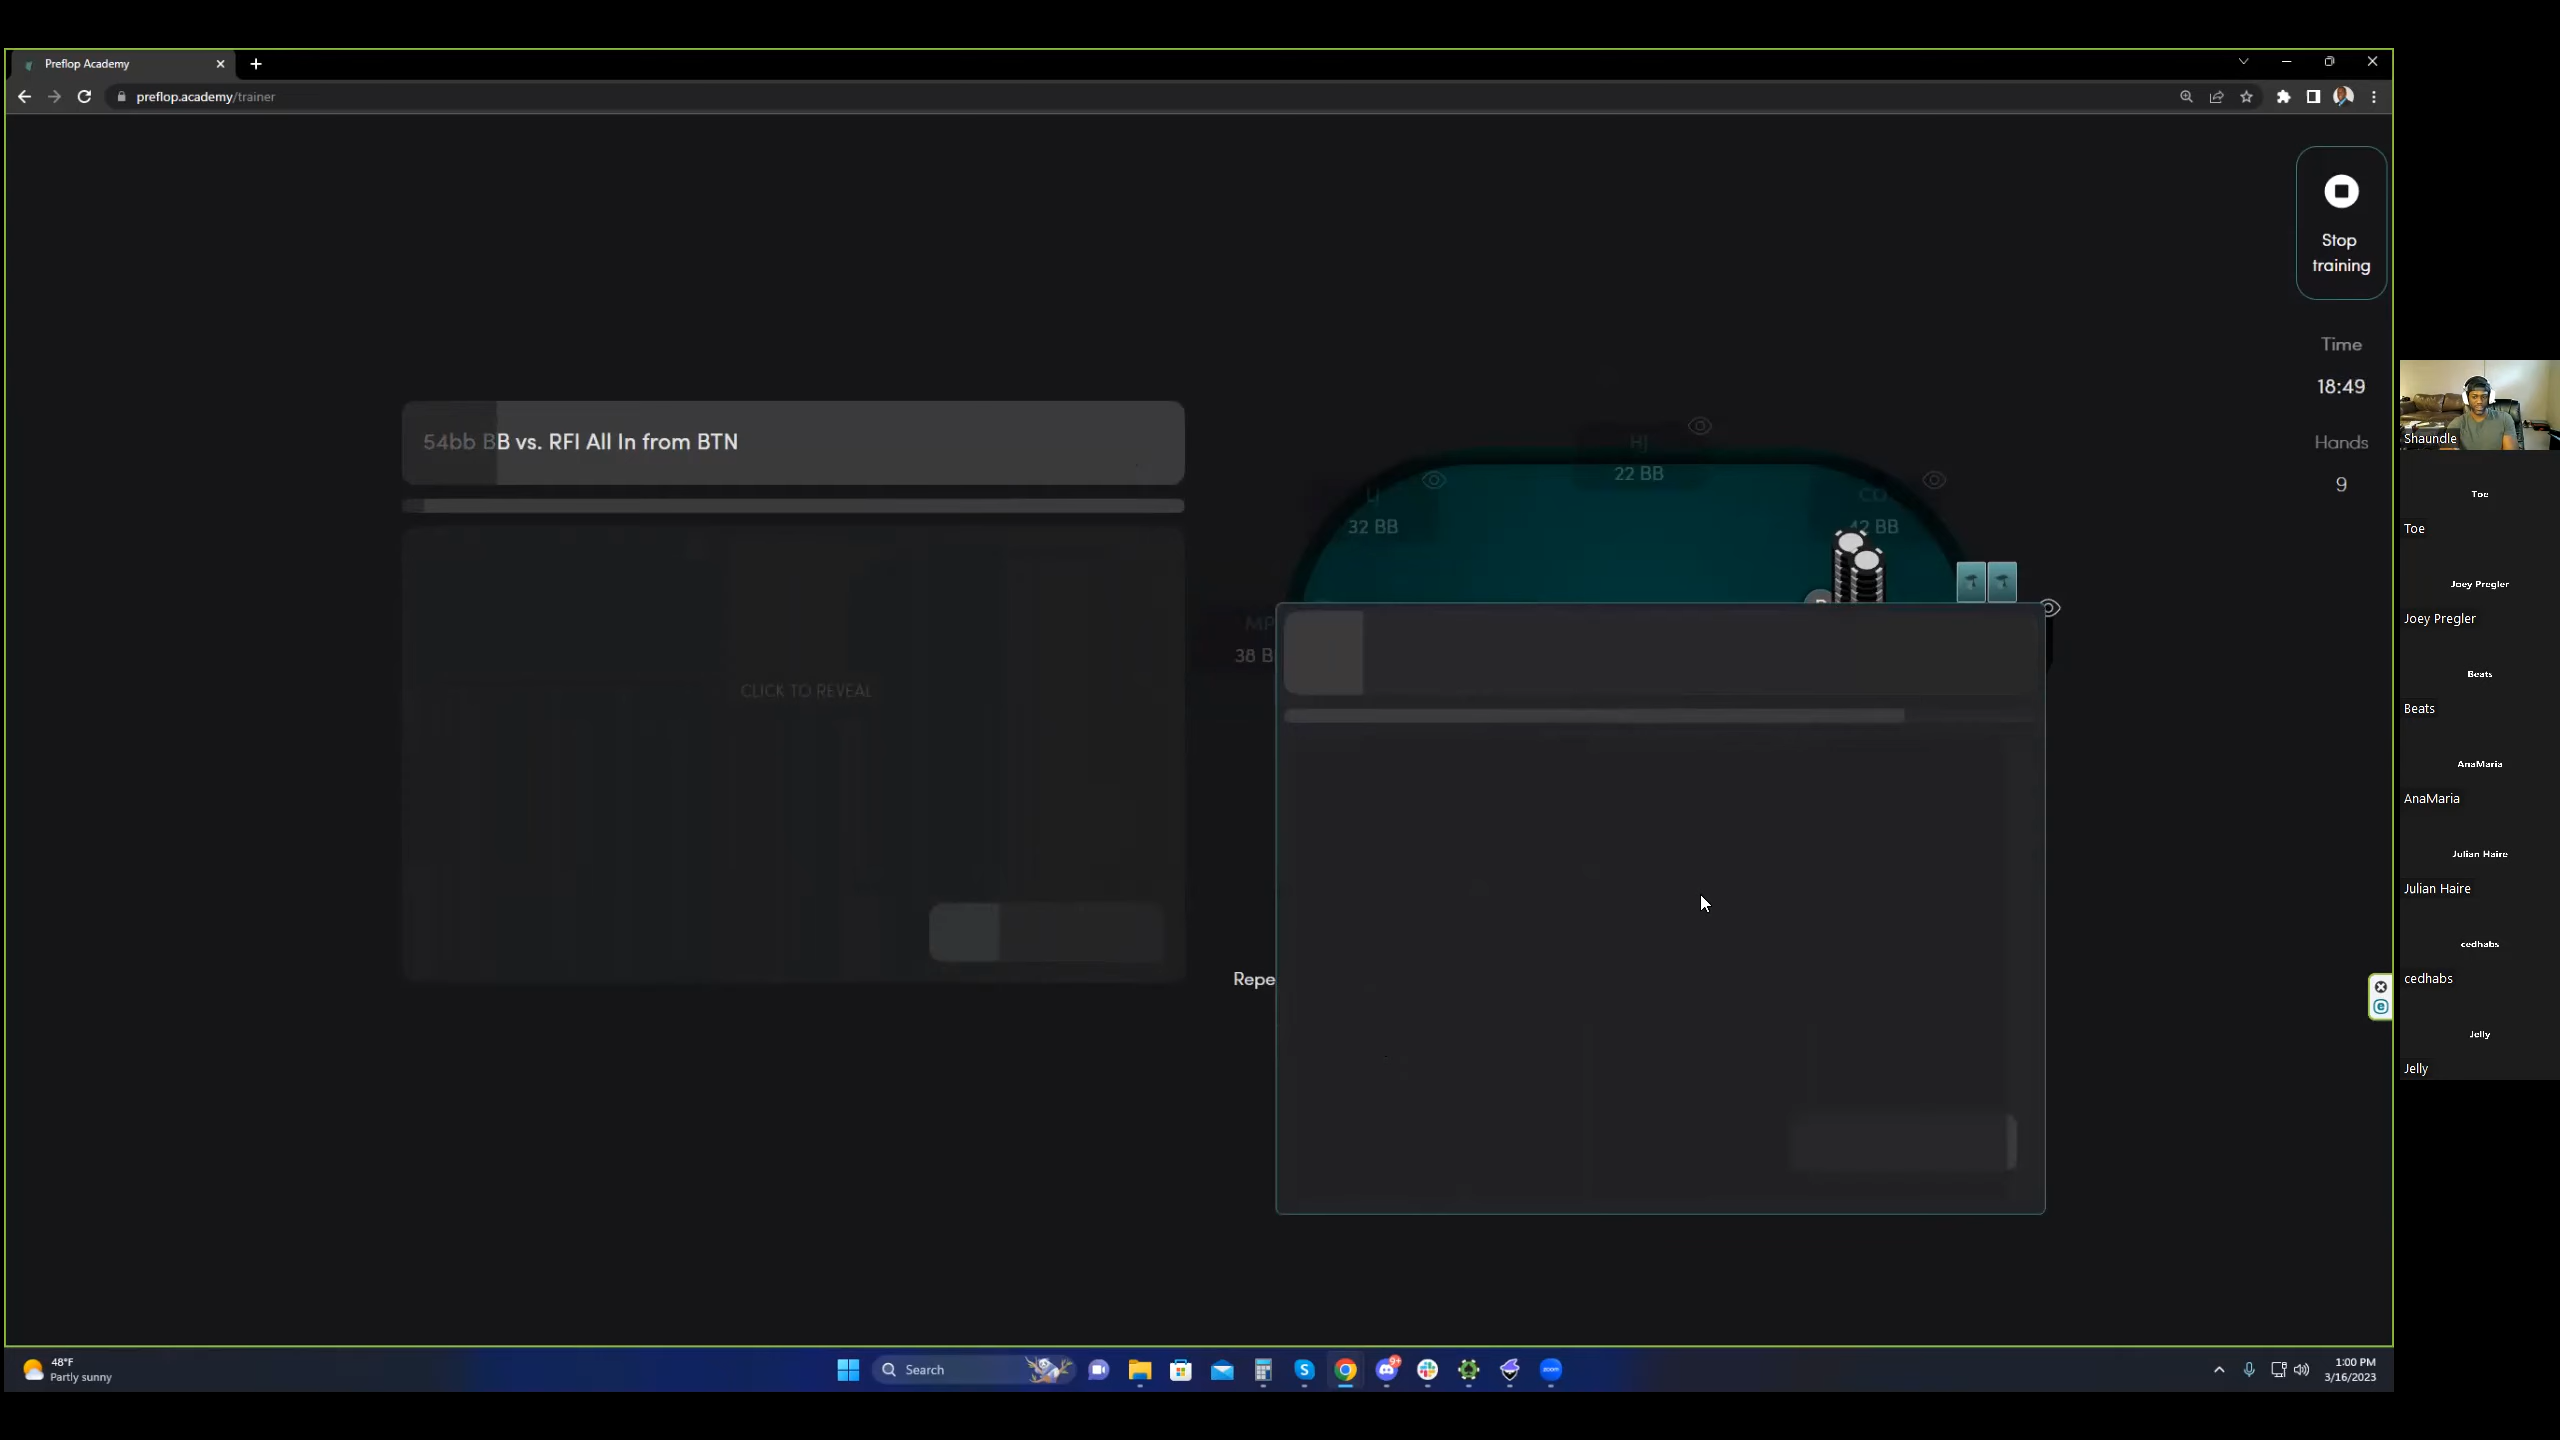 Preflop Academy
preflop.academy/trainer
Stop
training
Time
18:49
Hands
9
54bb BB vs. RFI All In from BTN
CLICK TO REVEAL
HJ
22 BB
LJ
32 BB
CO
42 BB
MP
38 B
Repe
Shaundle
Toe
Toe
Joey Pregler
Joey Pregler
Beats
Beats
AnaMaria
AnaMaria
Julian Haire
Julian Haire
cedhabs
cedhabs
Jelly
Jelly
48°F
Partly sunny
Search
1:00 PM
3/16/2023